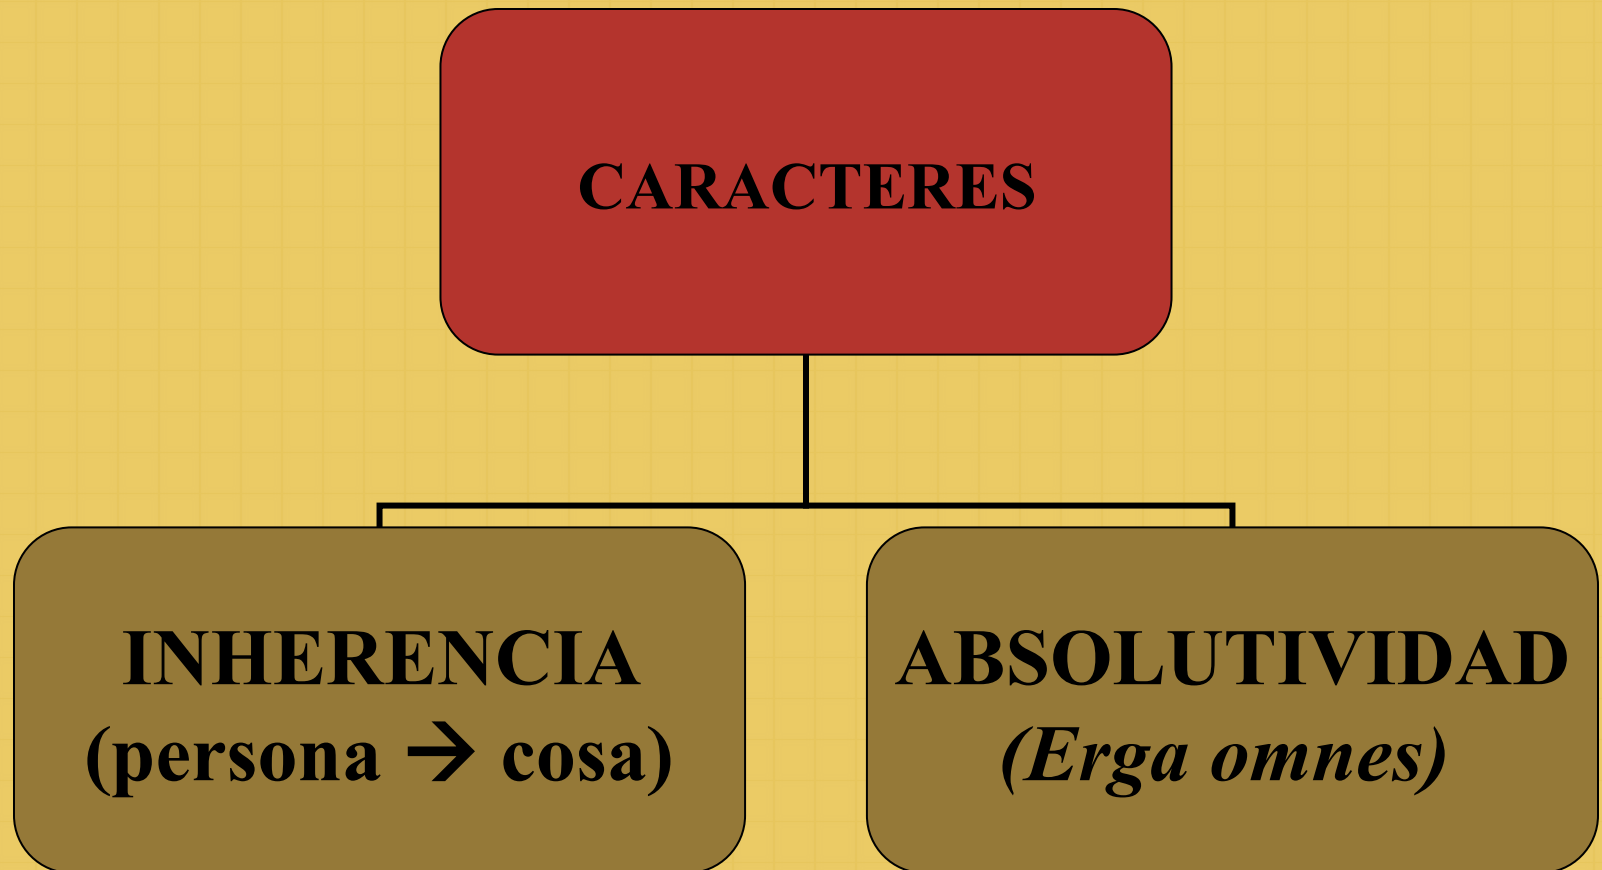 CARACTERES
INHERENCIA
(persona → cosa)
ABSOLUTIVIDAD
(Erga omnes)